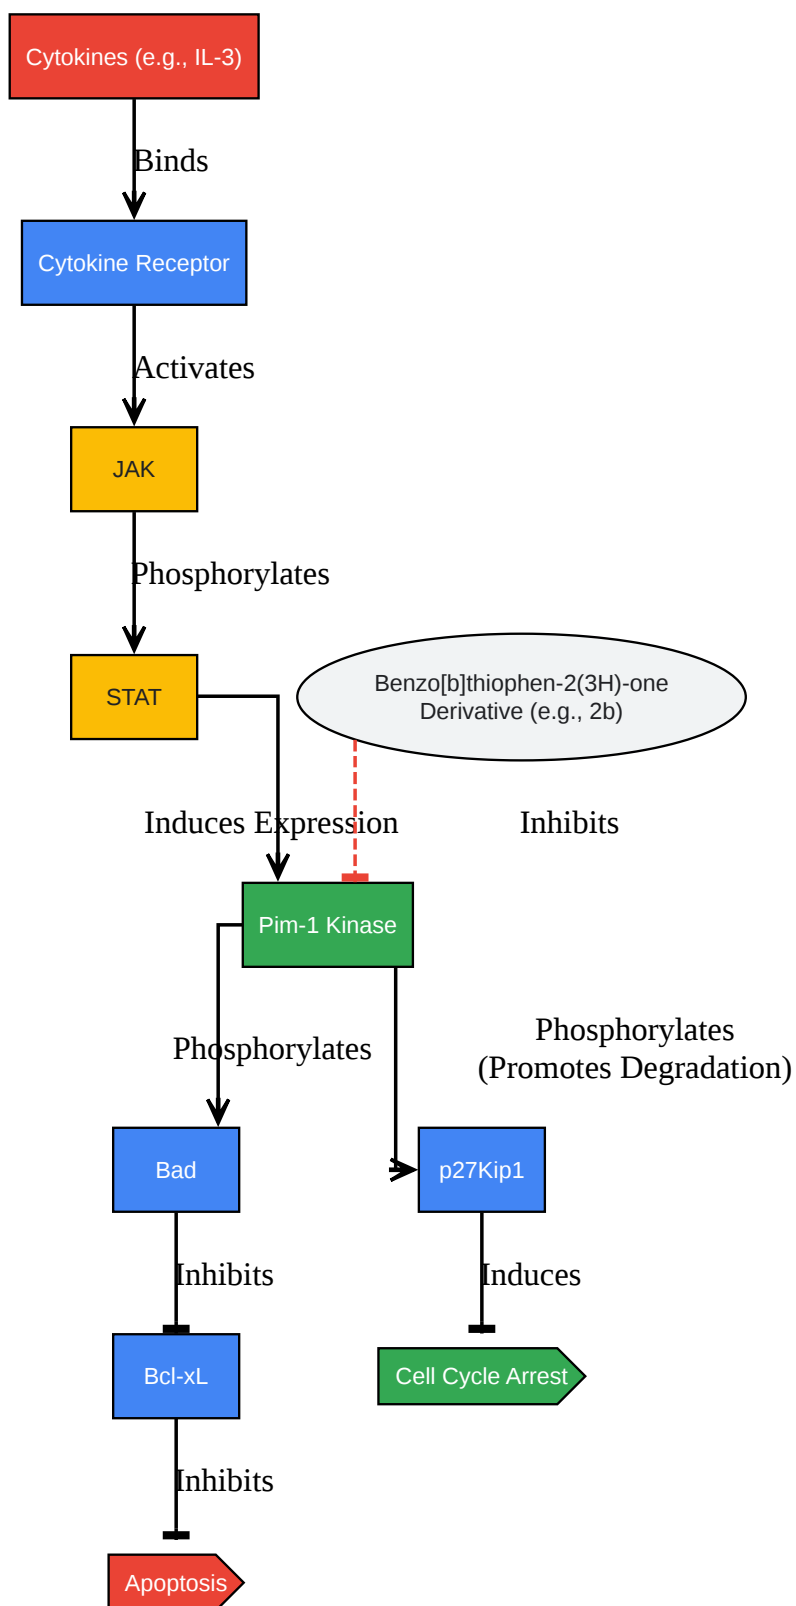 Cytokines (e.g., IL-3)
Binds
Cytokine Receptor
Activates
JAK
Phosphorylates
STAT
Benzo[b]thiophen-2(3H)-one
Derivative (e.g., 2b)
Induces Expression
Inhibits
Pim-1 Kinase
Phosphorylates
Phosphorylates
(Promotes Degradation)
Bad
p27Kip1
Inhibits
Induces
Bcl-xL
Cell Cycle Arrest
Inhibits
Apoptosis